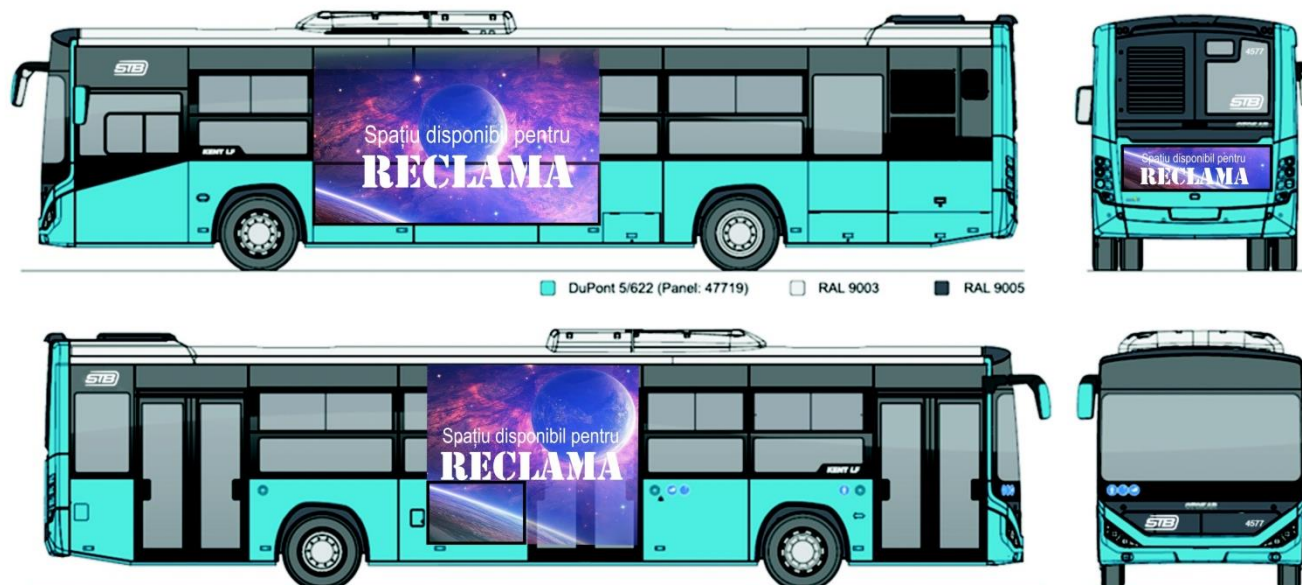 STB
KENT LF
Spațiu disponibil pentru
RECLAMA
4577
STB
Spațiu disponibil pentru
RECLAMA
DuPont 5/622 (Panel: 47719)
RAL 9003
RAL 9005
STB
Spațiu disponibil pentru
RECLAMA
KENT LF
STB
4577